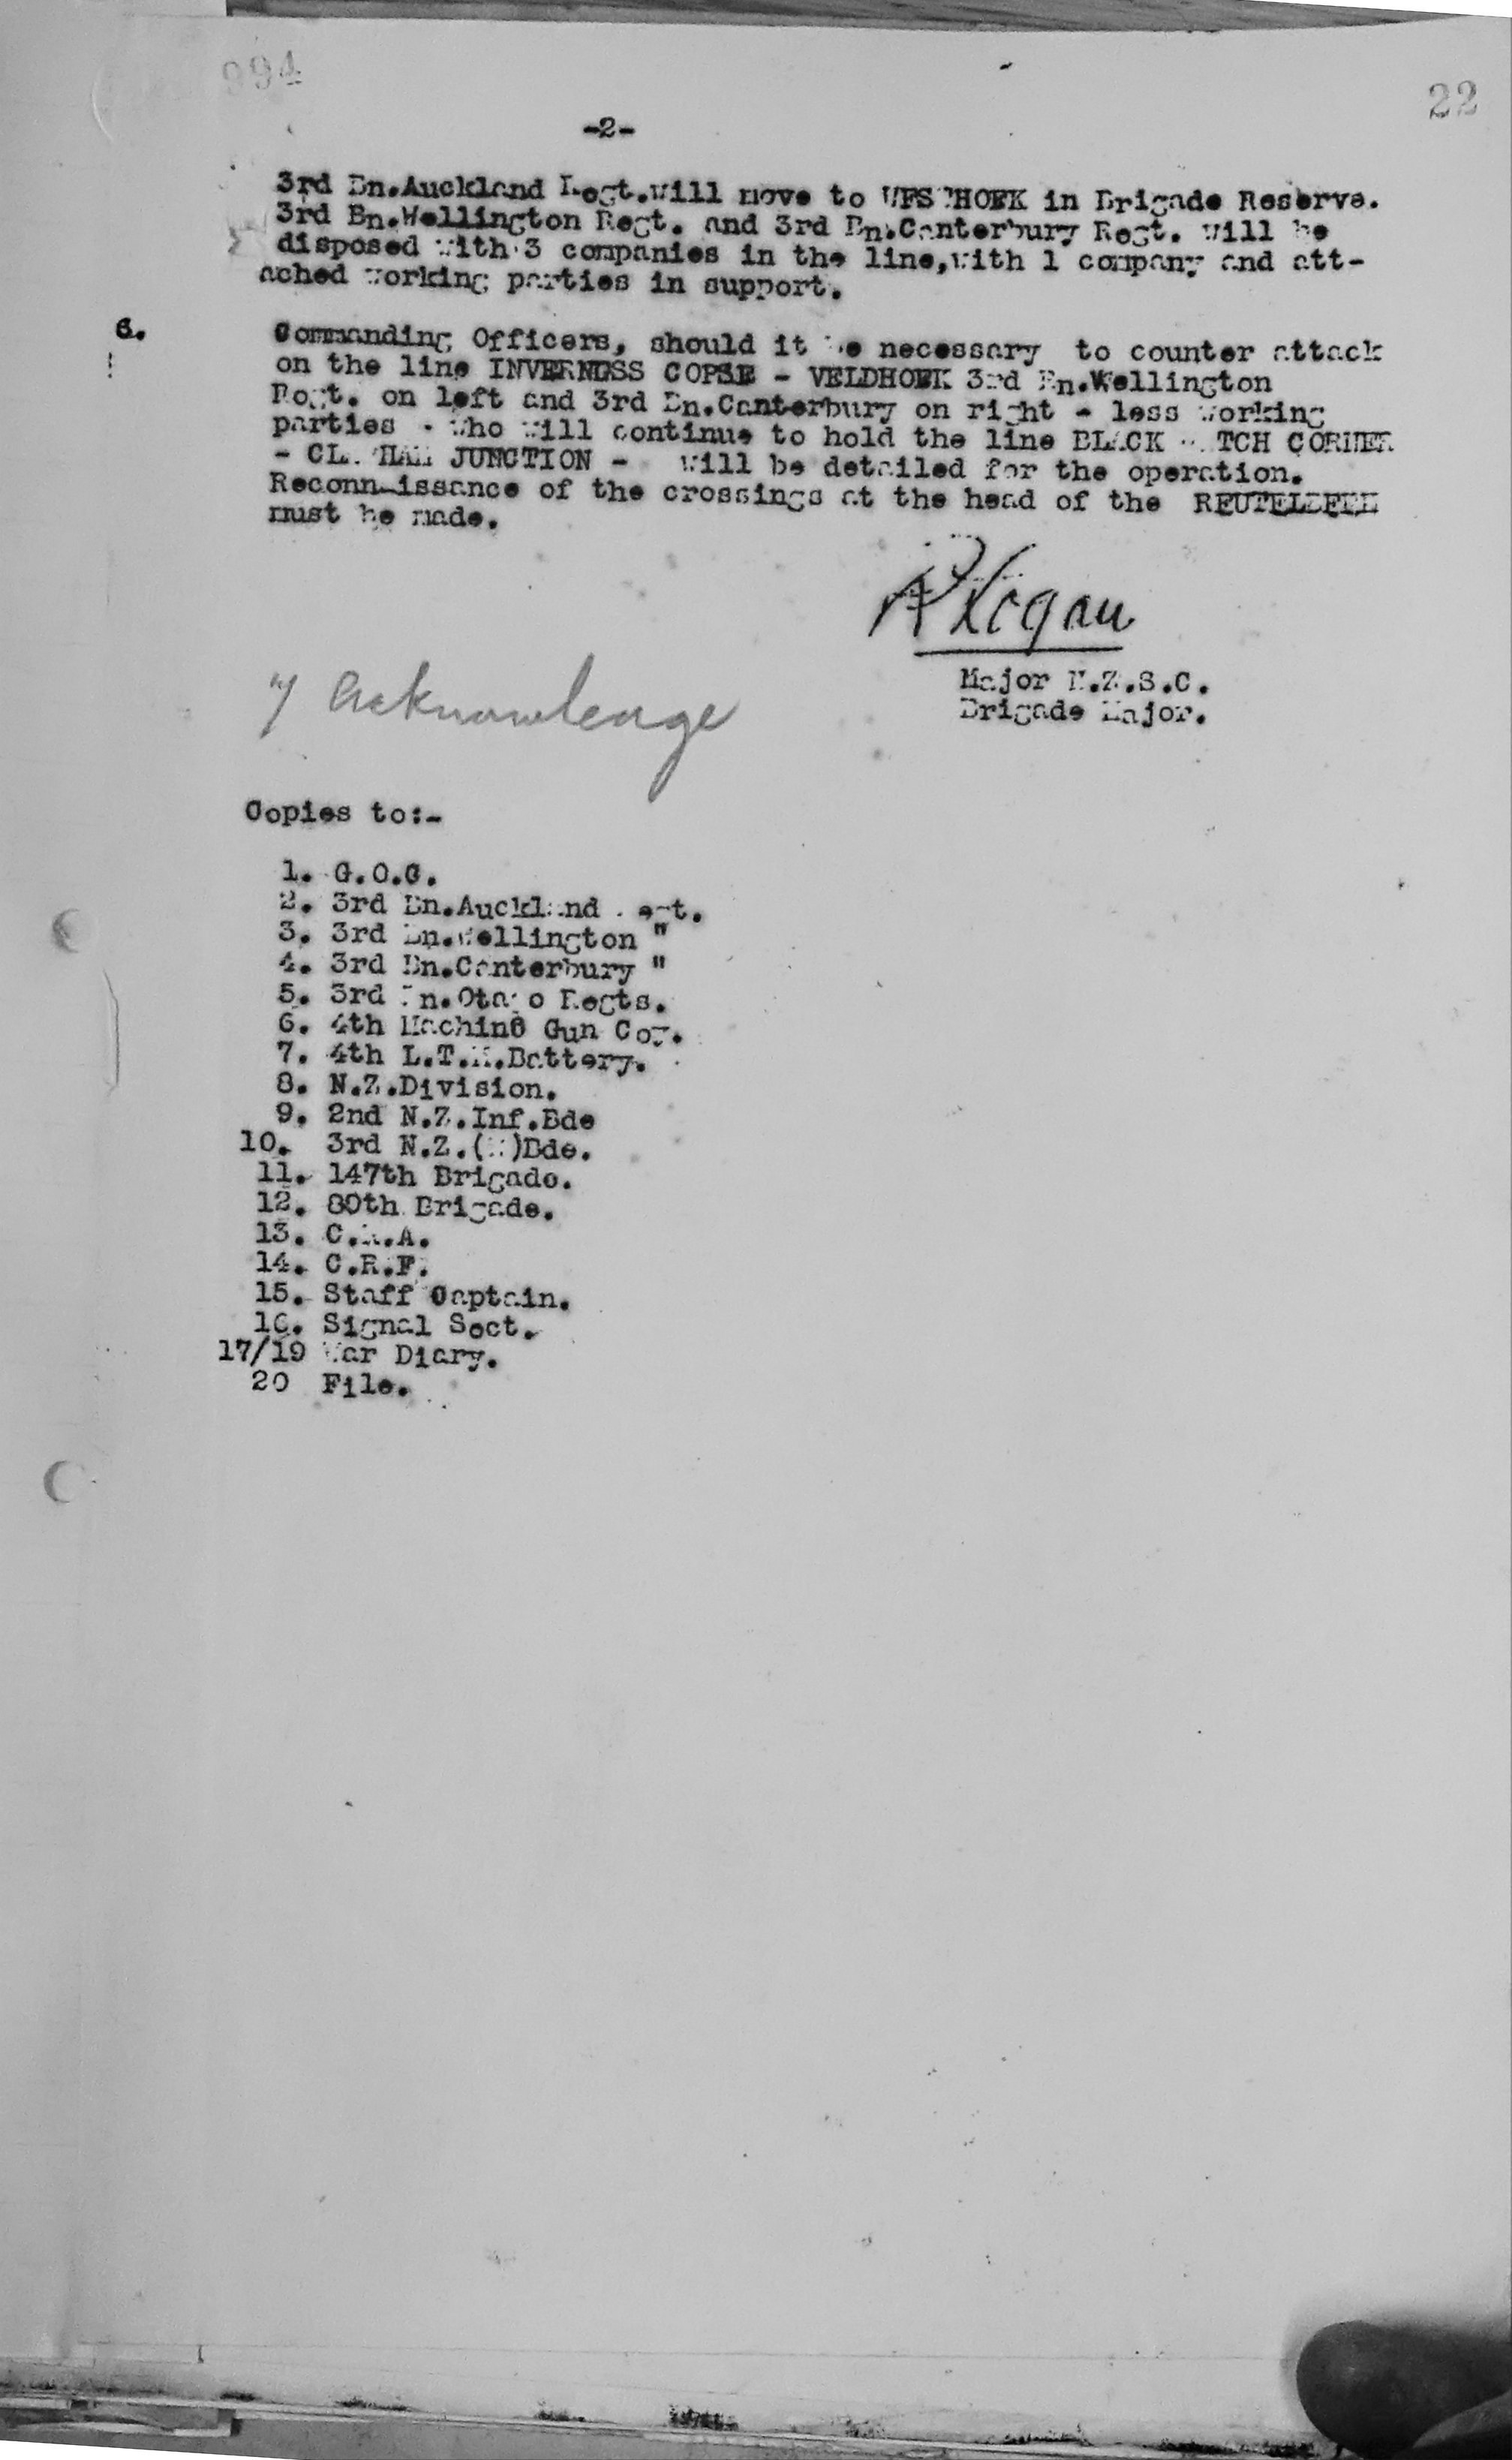 994
22
-2-
3rd Bn.Auckland Regt.will move to WESTHOEK in Brigade Reserve.
3rd Bn.Wellington Regt. and 3rd Bn.Canterbury Regt. will be
disposed with 3 companies in the line,with 1 company and att-
ached working parties in support.
6. Commanding Officers, should it be necessary to counter attack
on the line INVERNESS COPSE - VELDHOEK 3rd Bn.Wellington
Regt. on left and 3rd Bn.Canterbury on right - less working
parties - who will continue to hold the line BLACK WATCH CORNER
- CLAPHAM JUNCTION - will be detailed for the operation.
Reconnaissance of the crossings at the head of the REUTELBEEK
must be made.
Major N.Z.S.C.
Brigade Major.
7/ Acknowledge
Copies to:-
1. G.O.C.
2. 3rd Bn.Auckland Regt.
3. 3rd Bn.Wellington "
4. 3rd Bn.Canterbury "
5. 3rd Bn.Otago Regts.
6. 4th Machine Gun Coy.
7. 4th L.T.M.Battery.
8. N.Z.Division.
9. 2nd N.Z.Inf.Bde
10. 3rd N.Z.(R)Bde.
11. 147th Brigade.
12. 80th Brigade.
13. C.R.A.
14. C.R.E.
15. Staff Captain.
16. Signal Sect.
17/19 War Diary.
20 File.